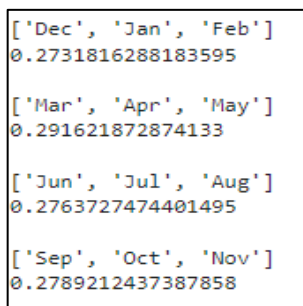 ['Dec', 'Jan', 'Feb']
0.2731816288183595
['Mar', 'Apr', 'May']
0.291621872874133
['Jun', 'Jul', 'Aug']
0.2763727474401495
['Sep', 'Oct', 'Nov']
0.2789212437387858